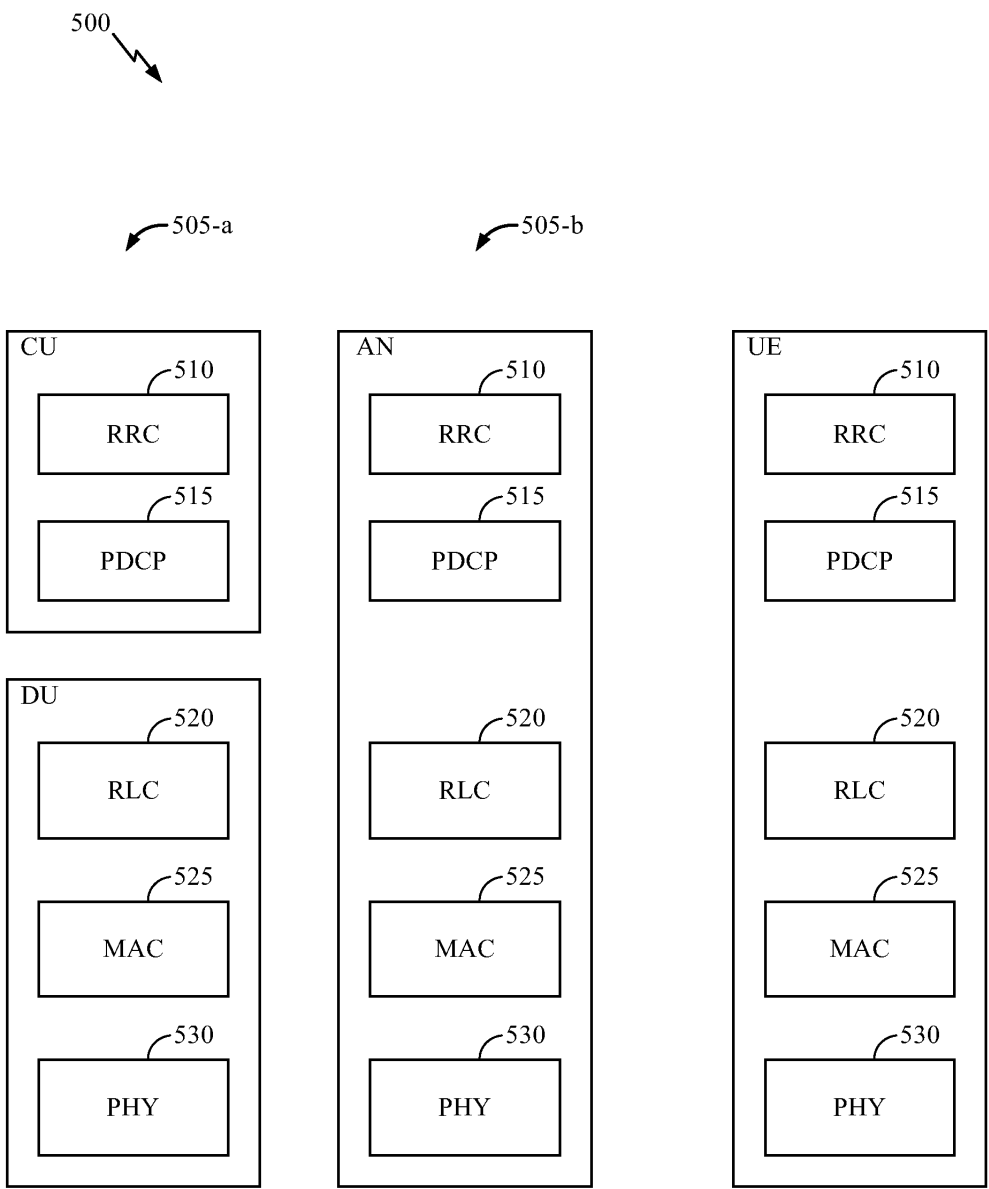 500
505-a 505-b
CU AN UE
510 510 510
RRC RRC RRC
515 515 515
PDCP PDCP PDCP
DU
520 520 520
RLC RLC RLC
525 525 525
MAC MAC MAC
530 530 530
PHY PHY PHY